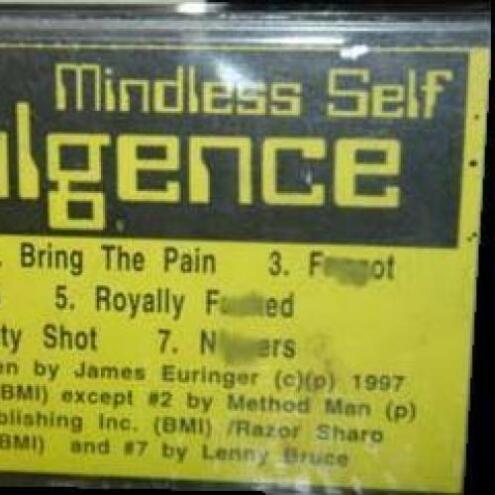 Mindless Self
ulgence
. Bring The Pain 3. F
5. Royally F
ty Shot 7. N
en by James Euringer (c)(p) 1997
(BMI) except #2 by Method Man (p)
blishing Inc. (BMI) /Razor Sharo
BMI) and #7 by Lenny Bruce